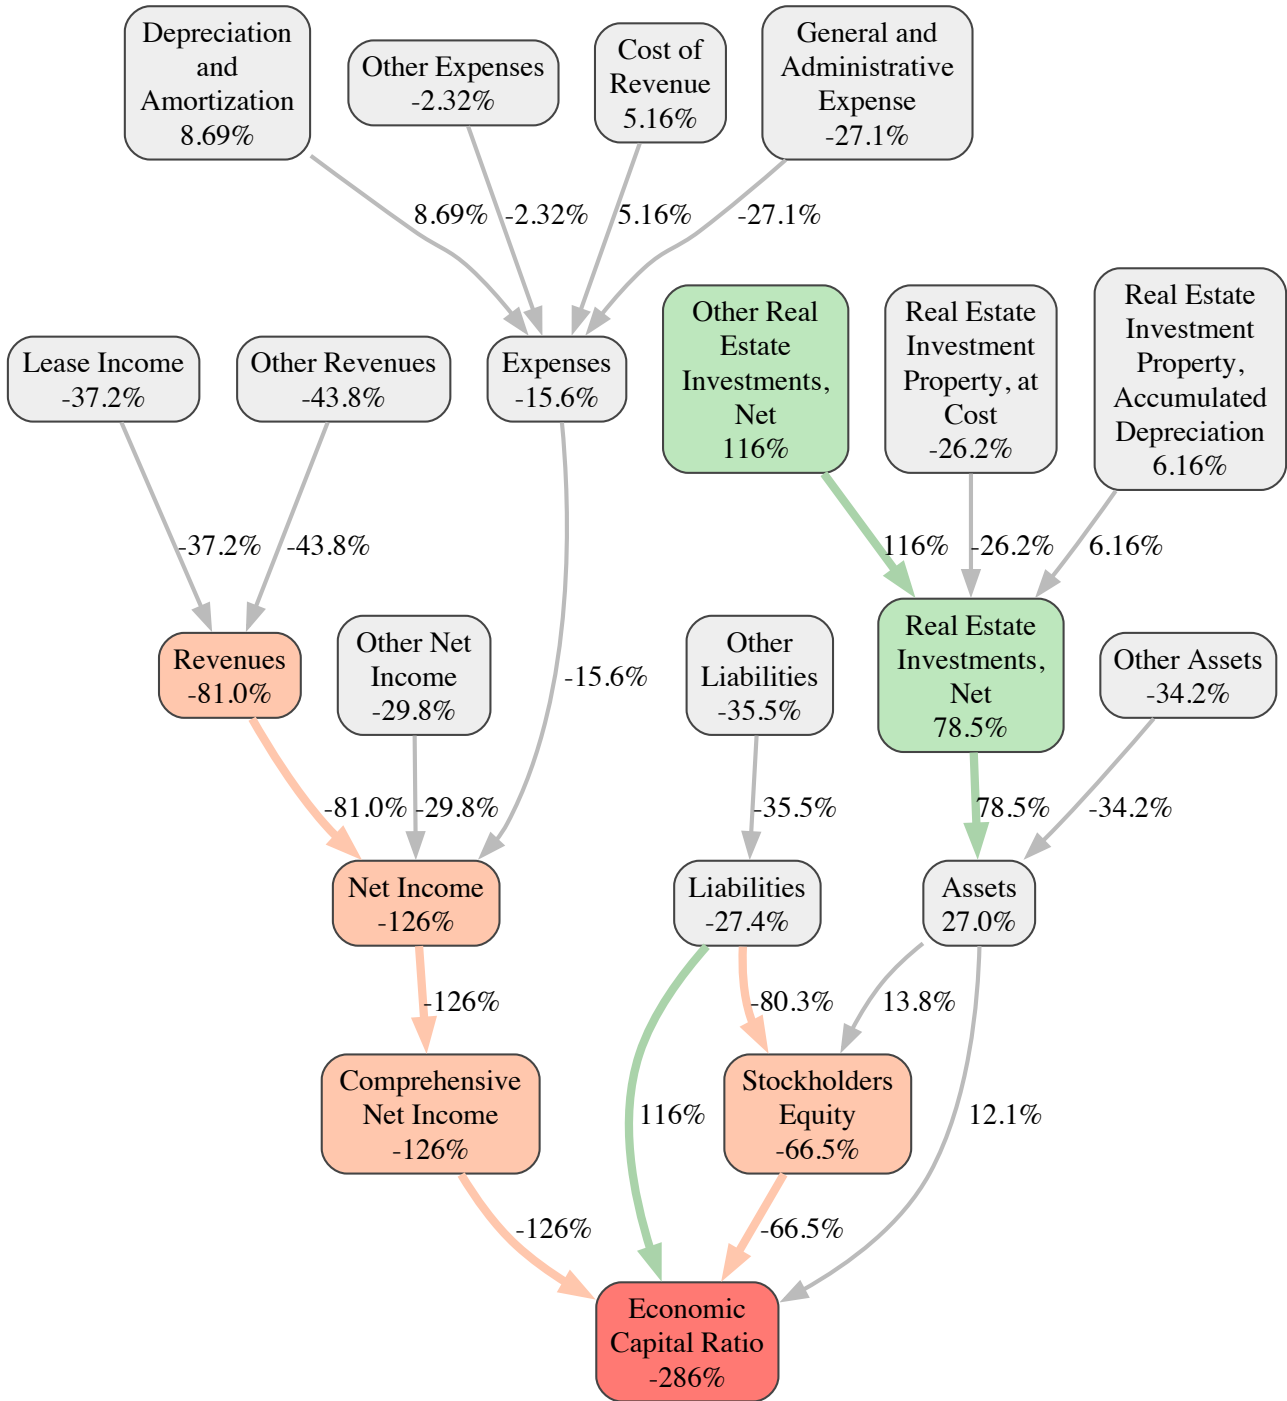 Depreciation
and
Amortization
8.69%
Other Expenses
-2.32%
Cost of
Revenue
5.16%
General and
Administrative
Expense
-27.1%
8.69%
-2.32%
5.16%
-27.1%
Lease Income
-37.2%
Other Revenues
-43.8%
Expenses
-15.6%
Other Real
Estate
Investments,
Net
116%
Real Estate
Investment
Property, at
Cost
-26.2%
Real Estate
Investment
Property,
Accumulated
Depreciation
6.16%
-37.2%
-43.8%
116%
-26.2%
6.16%
Revenues
-81.0%
Other Net
Income
-29.8%
-15.6%
Other
Liabilities
-35.5%
Real Estate
Investments,
Net
78.5%
Other Assets
-34.2%
-81.0%
-29.8%
-35.5%
78.5%
-34.2%
Net Income
-126%
Liabilities
-27.4%
Assets
27.0%
-126%
-80.3%
13.8%
Comprehensive
Net Income
-126%
116%
Stockholders
Equity
-66.5%
12.1%
-126%
-66.5%
Economic
Capital Ratio
-286%